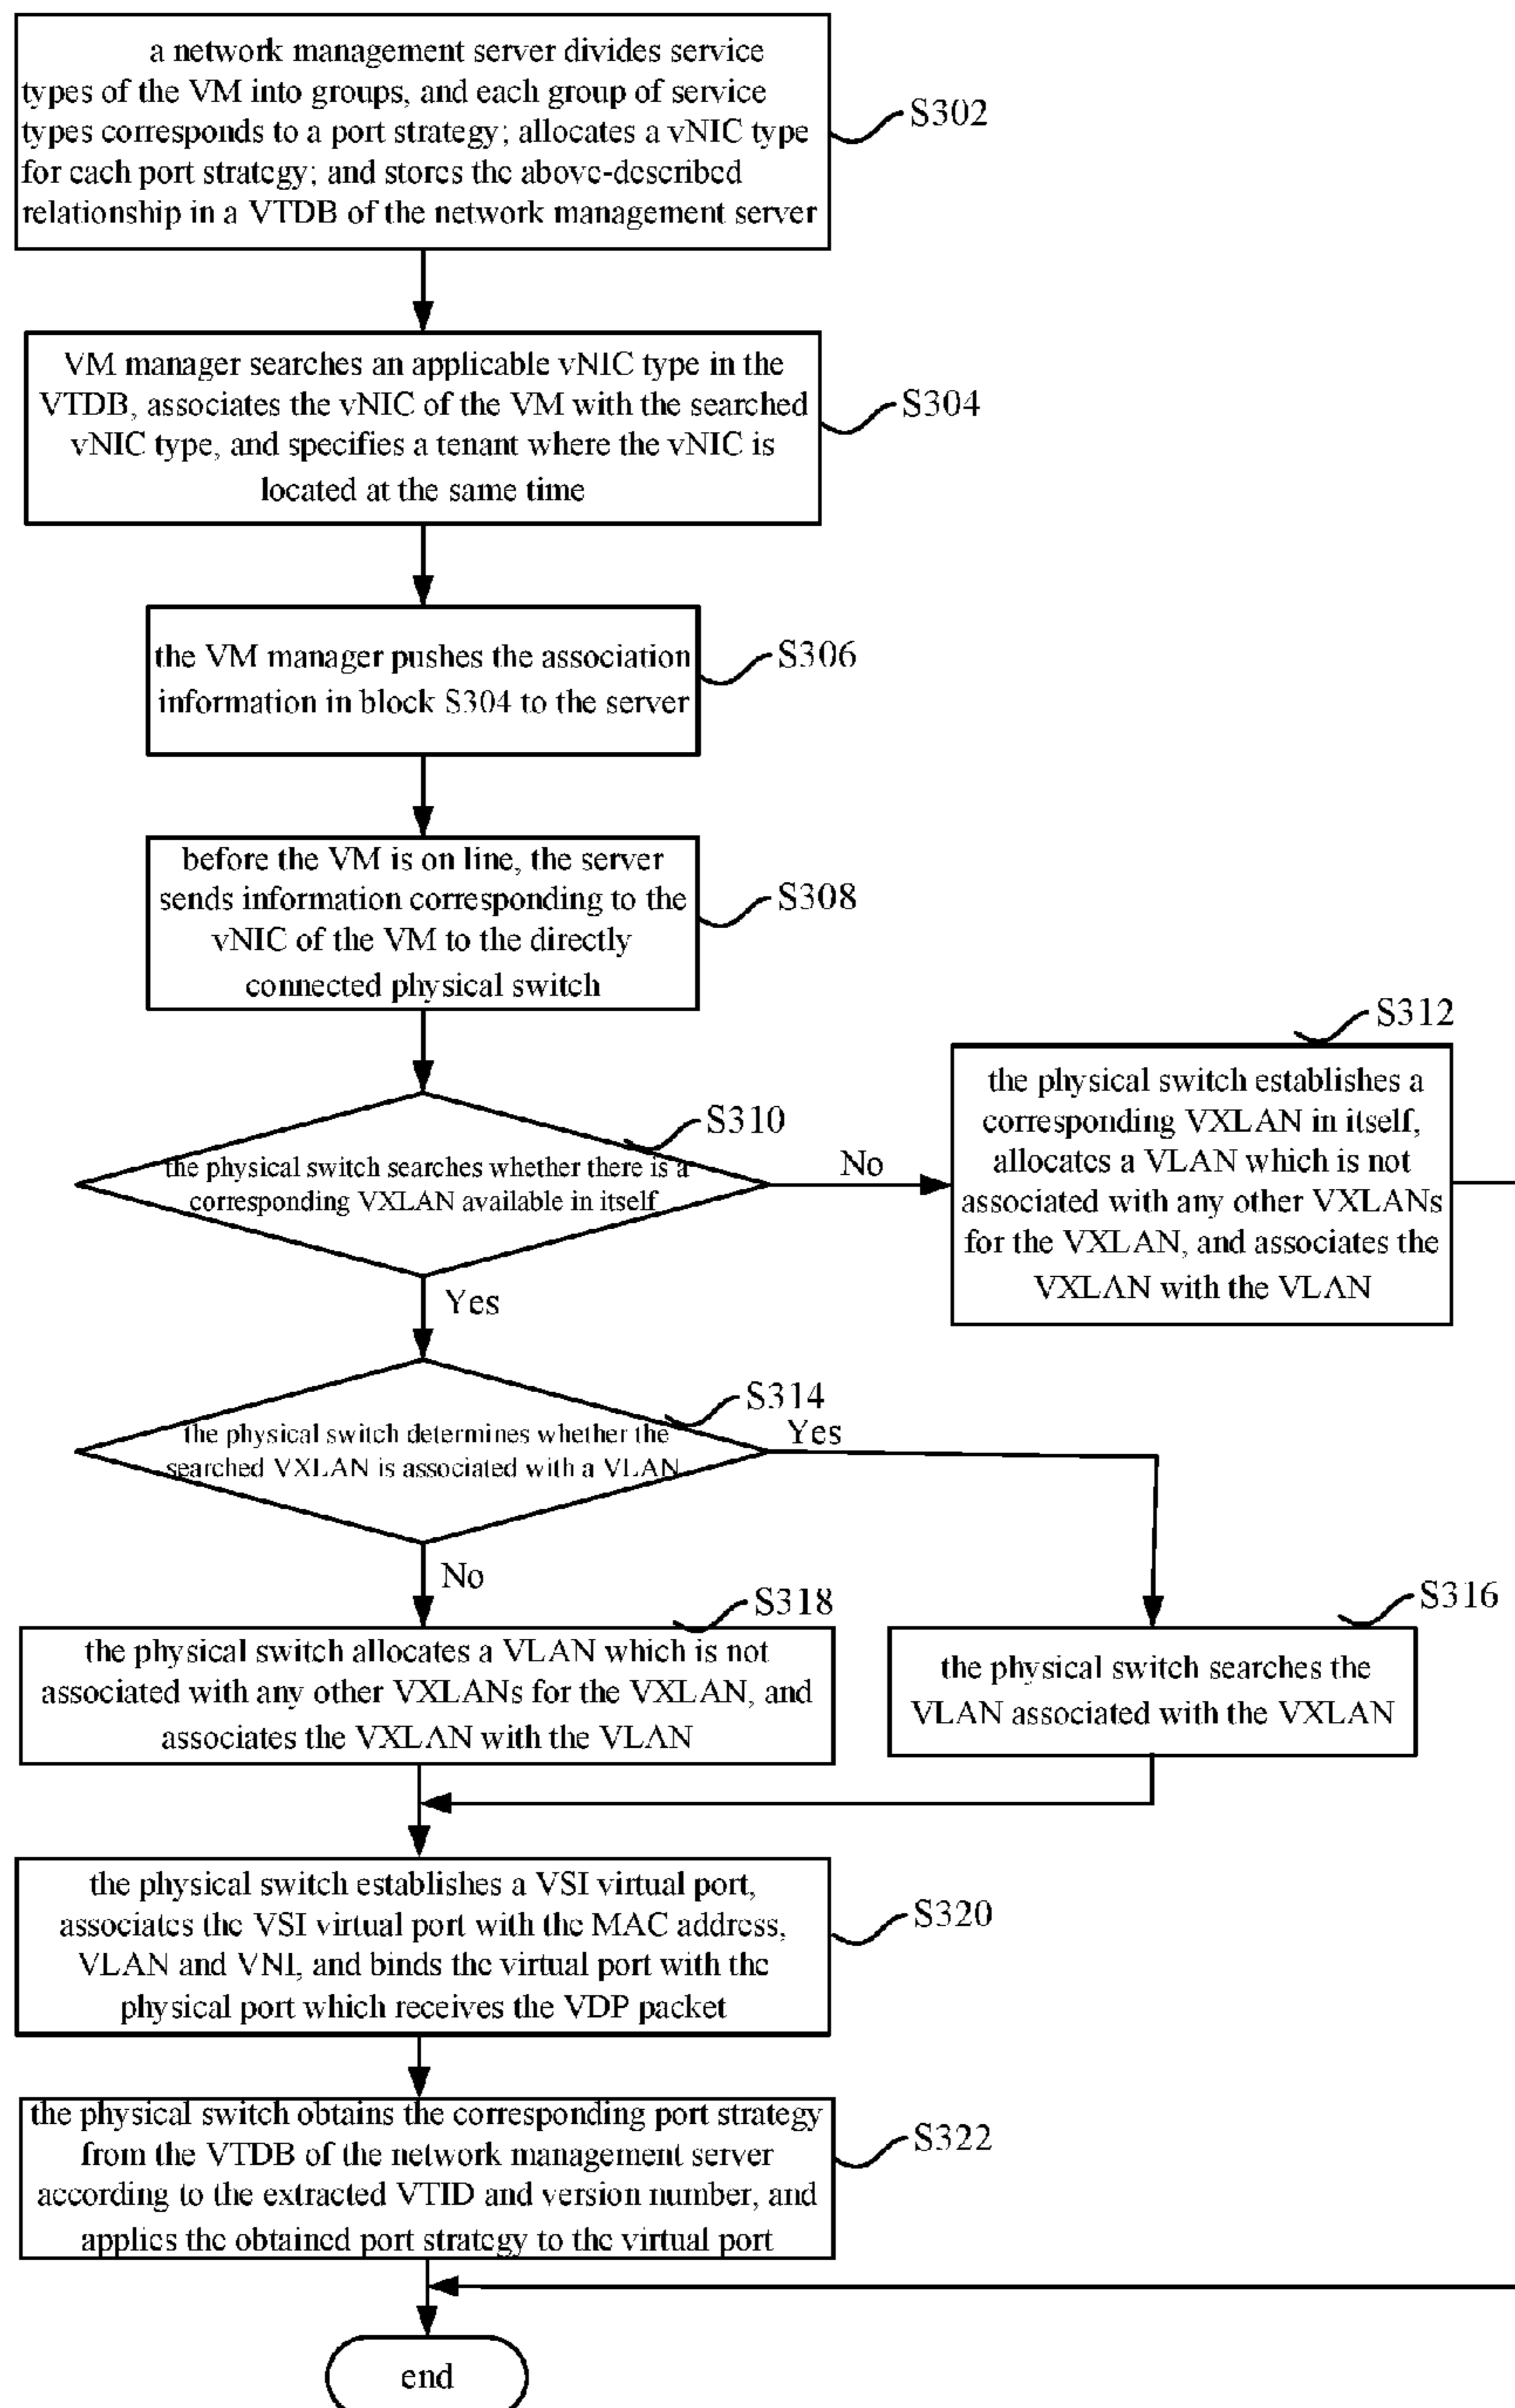 a network management server divides service
types of the VM into groups, and each group of service
types corresponds to a port strategy; allocates a vNIC type
for each port strategy; and stores the above-described
relationship in a VTDB of the network management server
S302
VM manager searches an applicable vNIC type in the
VTDB, associates the vNIC of the VM with the searched
vNIC type, and specifies a tenant where the vNIC is
located at the same time
S304
the VM manager pushes the association
information in block S304 to the server
S306
before the VM is on line, the server
sends information corresponding to the
vNIC of the VM to the directly
connected physical switch
S308
S310
the physical switch searches whether there is a
corresponding VXLAN available in itself
No
Yes
S312
the physical switch establishes a
corresponding VXLAN in itself,
allocates a VLAN which is not
associated with any other VXLANs
for the VXLAN, and associates the
VXLAN with the VLAN
S314
the physical switch determines whether the
searched VXLAN is associated with a VLAN
Yes
No
S318
the physical switch allocates a VLAN which is not
associated with any other VXLANs for the VXLAN, and
associates the VXLAN with the VLAN
S316
the physical switch searches the
VLAN associated with the VXLAN
the physical switch establishes a VSI virtual port,
associates the VSI virtual port with the MAC address,
VLAN and VNI, and binds the virtual port with the
physical port which receives the VDP packet
S320
the physical switch obtains the corresponding port strategy
from the VTDB of the network management server
according to the extracted VTID and version number, and
applies the obtained port strategy to the virtual port
S322
end